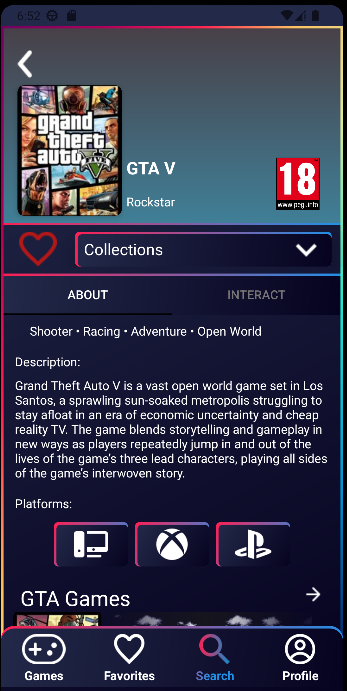 6:52
grand
theft
auto V
FIVE
GTA V
Rockstar
18
www.pegi.info
Collections
ABOUT
INTERACT
Shooter • Racing • Adventure • Open World
Description:
Grand Theft Auto V is a vast open world game set in Los
Santos, a sprawling sun-soaked metropolis struggling to
stay afloat in an era of economic uncertainty and cheap
reality TV. The game blends storytelling and gameplay in
new ways as players repeatedly jump in and out of the
lives of the game's three lead characters, playing all sides
of the game's interwoven story.
Platforms:
GTA Games
Games
Favorites
Search
Profile